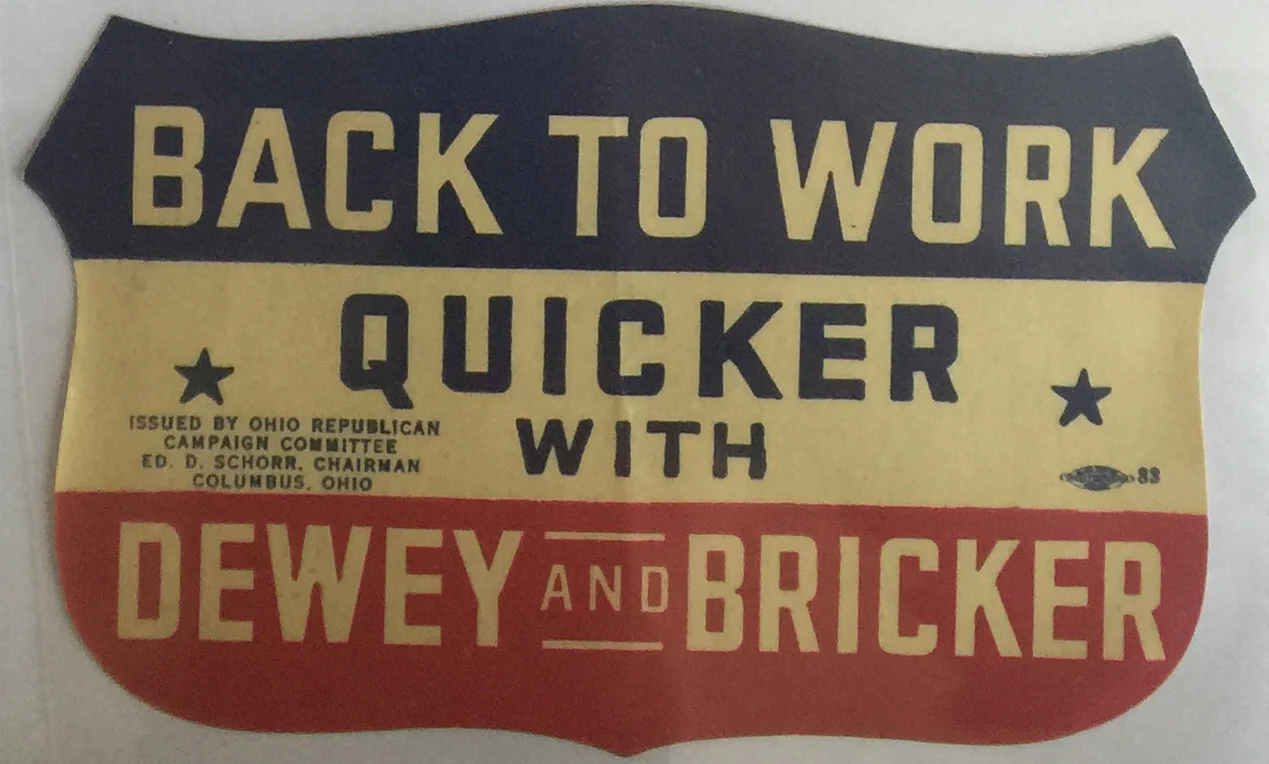 BACK TO WORK
QUICKER
WITH
ISSUED BY OHIO REPUBLICAN
CAMPAIGN COMMITTEE
ED. D. SCHORR, CHAIRMAN
COLUMBUS, OHIO
83
DEWEY AND BRICKER